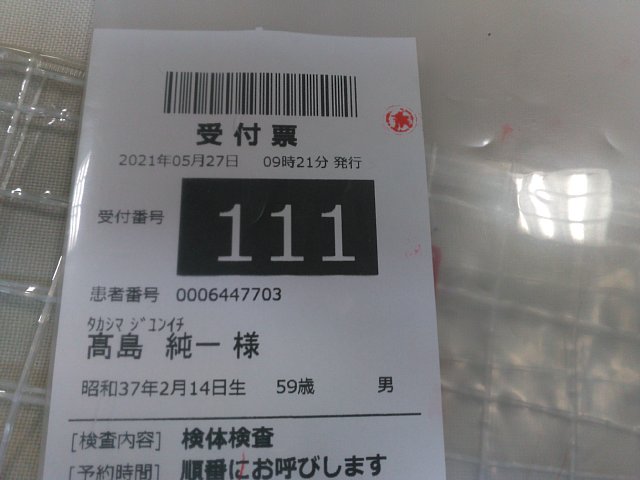 受付票
2021年05月27日 09時21分 発行
受付番号 111
患者番号 0006447703
ﾀｶｼﾏ ｼﾞﾕﾝｲﾁ
髙島 純一 様
昭和37年2月14日生 59歳 男
[検査内容] 検体検査
[予約時間] 順番にお呼びします